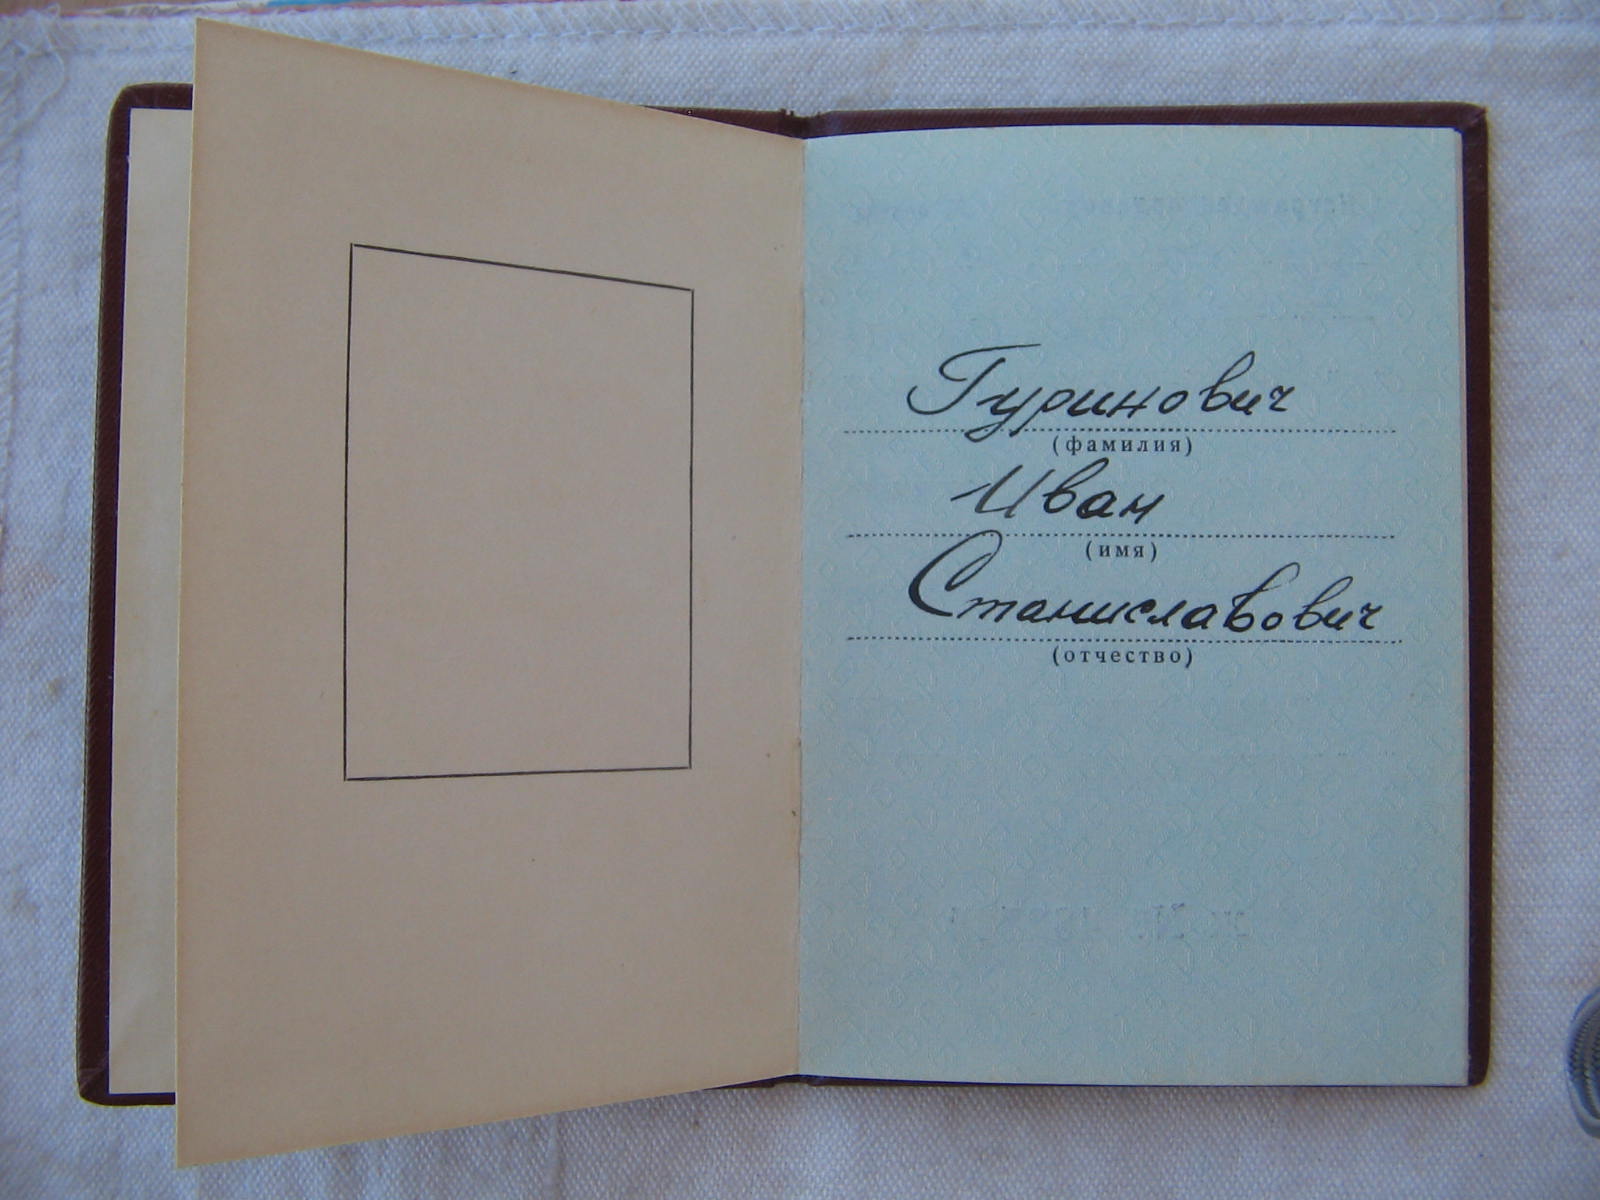 Гуринович
(фамилия)
Иван
(имя)
Станиславович
(отчество)